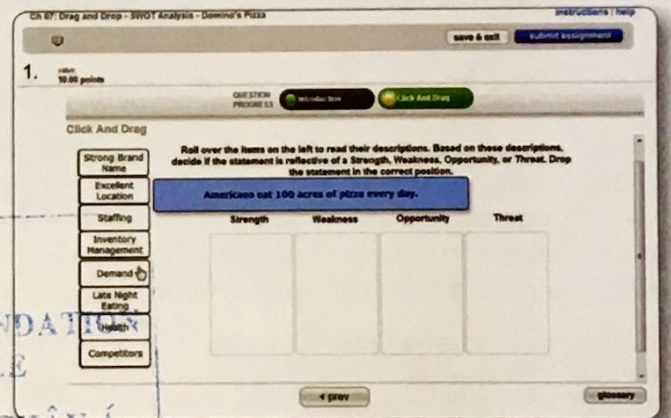 Ch 07: Drag and Drop - SWOT Analysis - Domino's Pizza
instructions | help
save & exit
submit assignment
1.
value:
10.00 points
QUESTION PROGRESS
Introduction
Click And Drag
Click And Drag
Roll over the items on the left to read their descriptions. Based on these descriptions,
decide if the statement is reflective of a Strength, Weakness, Opportunity, or Threat. Drop
the statement in the correct position.
Strong Brand
Name
Excellent
Location
Staffing
Inventory
Management
Demand
Late Night
Eating
Health
Competitors
Americans eat 100 acres of pizza every day.
Strength Weakness Opportunity Threat
NDATION
prev
glossary